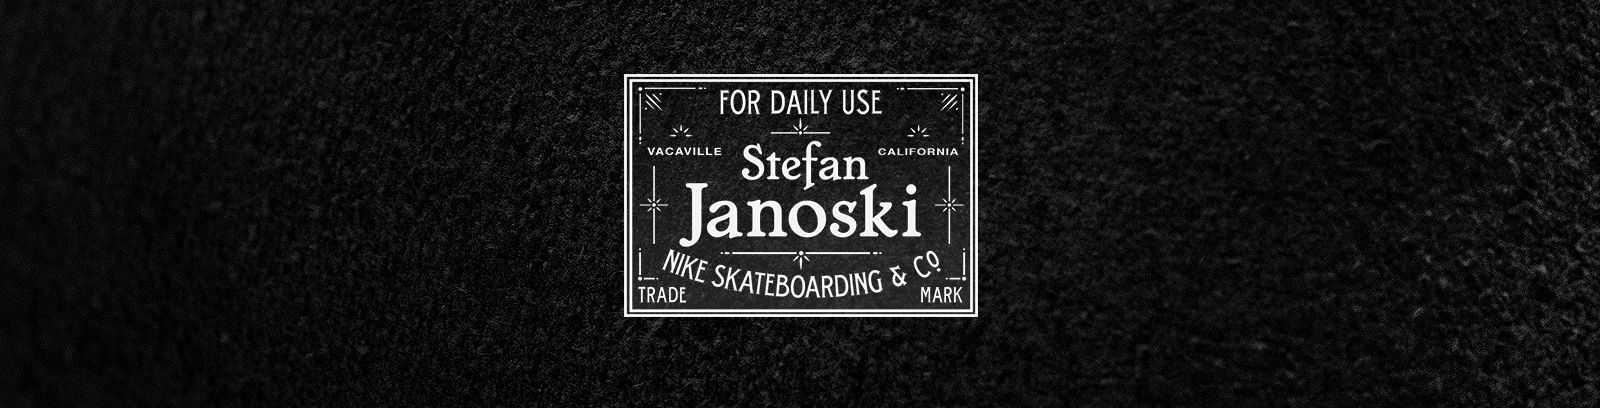 FOR DAILY USE
VACAVILLE
CALIFORNIA
Stefan
Janoski
NIKE SKATEBOARDING & Co
TRADE
MARK